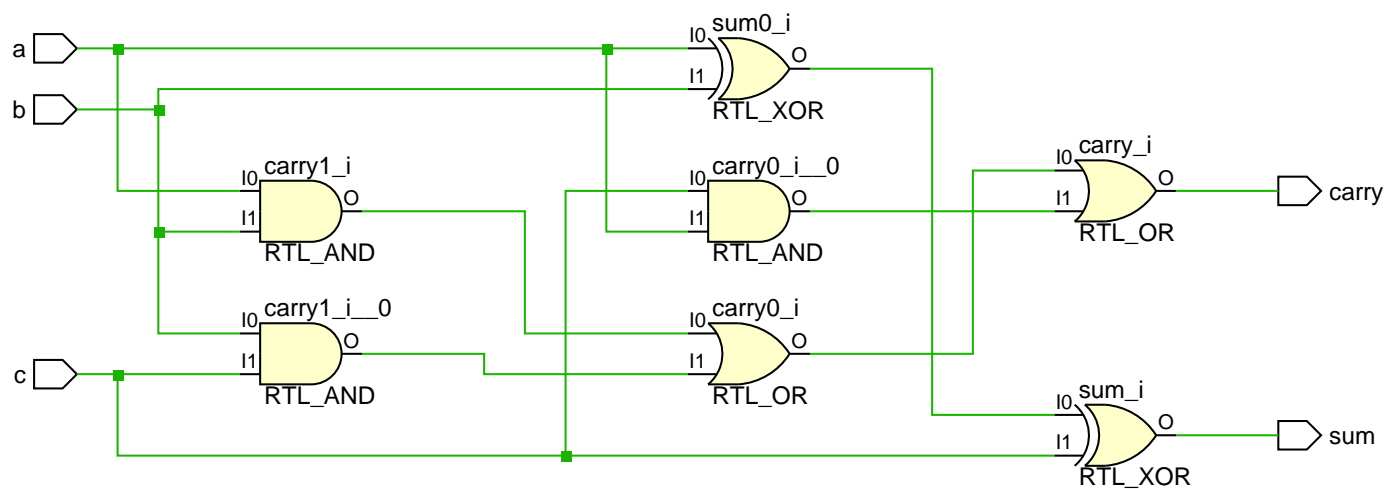 sum0_i
a
I0
O
I1
b
RTL_XOR
carry1_i
carry0_i__0
carry_i
I0
O
I0
O
I0
O
carry
I1
I1
I1
RTL_AND
RTL_AND
RTL_OR
carry1_i__0
carry0_i
I0
O
I0
O
c
I1
I1
RTL_AND
RTL_OR
sum_i
I0
O
sum
I1
RTL_XOR